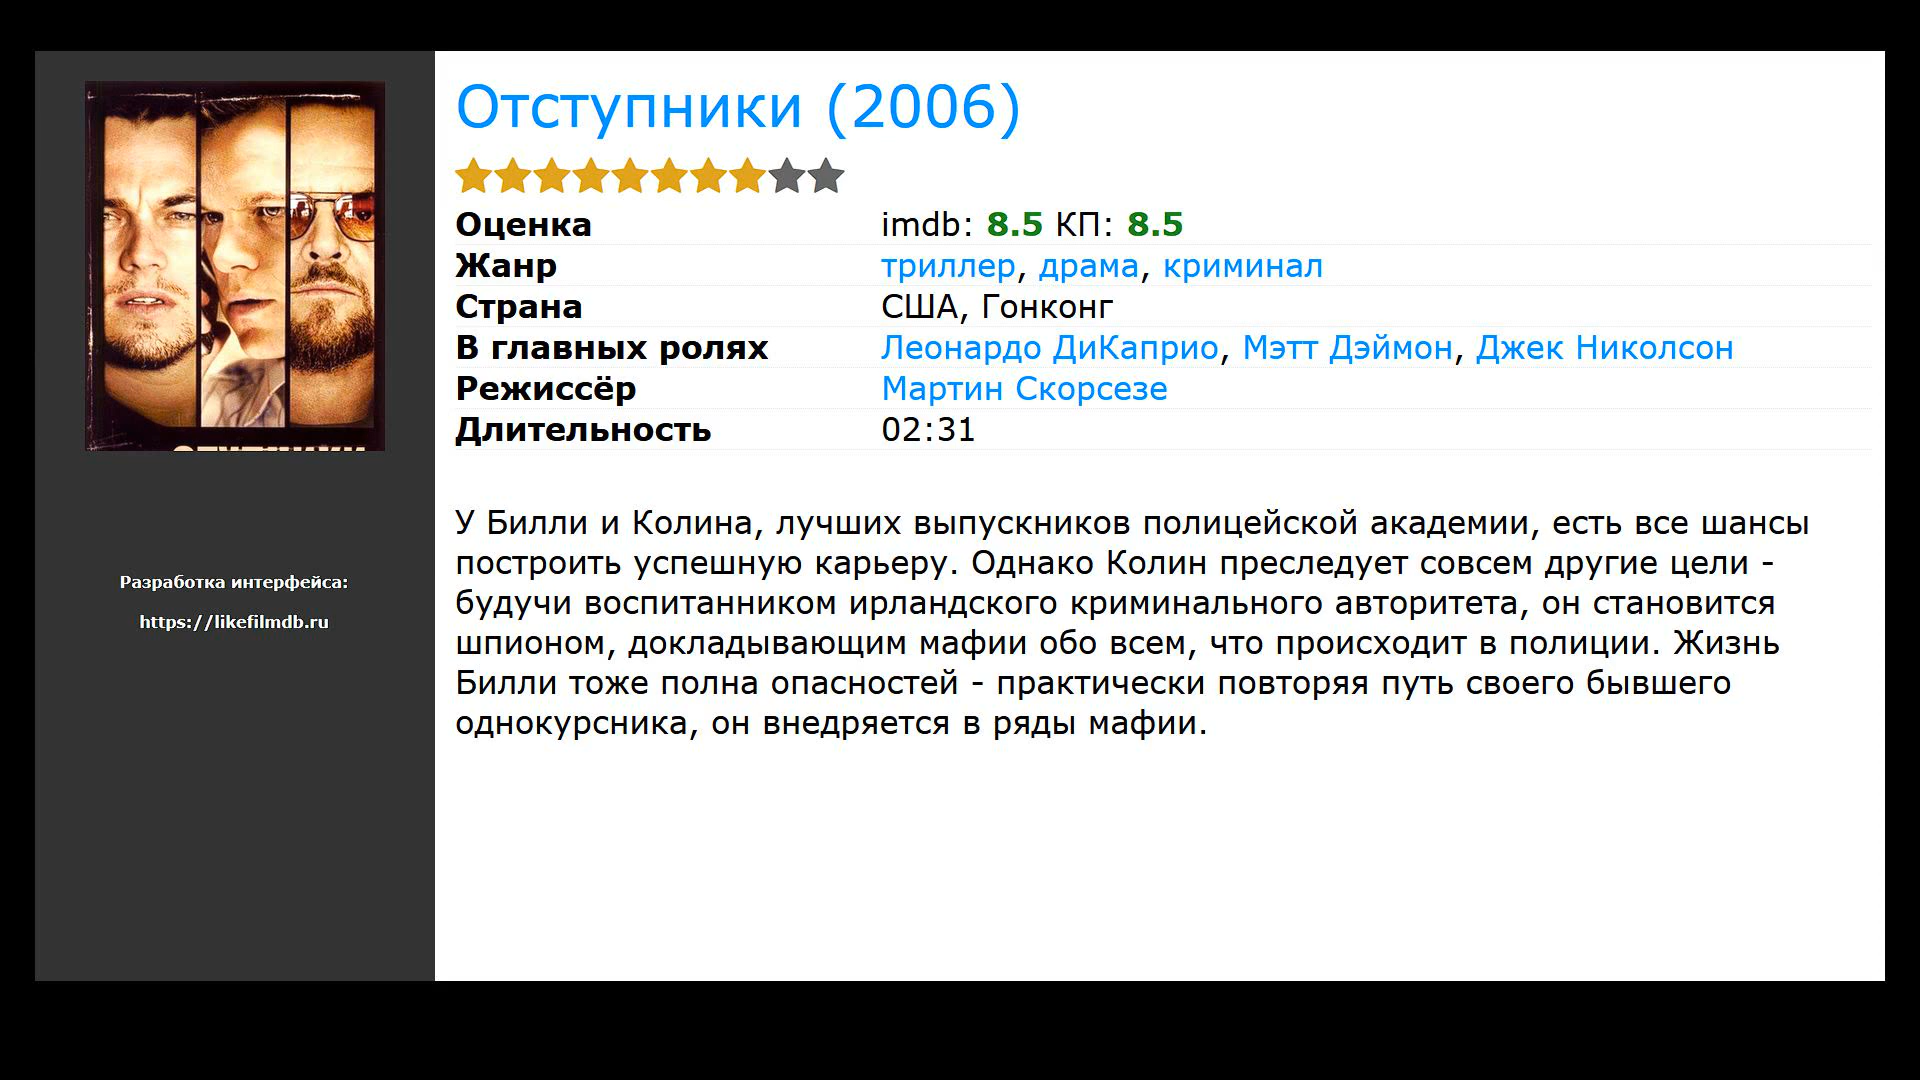 Отступники (2006)
Оценка imdb: 8.5 КП: 8.5
Жанр триллер, драма, криминал
Страна США, Гонконг
В главных ролях Леонардо ДиКаприо, Мэтт Дэймон, Джек Николсон
Режиссёр Мартин Скорсезе
Длительность 02:31
У Билли и Колина, лучших выпускников полицейской академии, есть все шансы
построить успешную карьеру. Однако Колин преследует совсем другие цели -
будучи воспитанником ирландского криминального авторитета, он становится
шпионом, докладывающим мафии обо всем, что происходит в полиции. Жизнь
Билли тоже полна опасностей - практически повторяя путь своего бывшего
однокурсника, он внедряется в ряды мафии.
Разработка интерфейса:
https://likefilmdb.ru